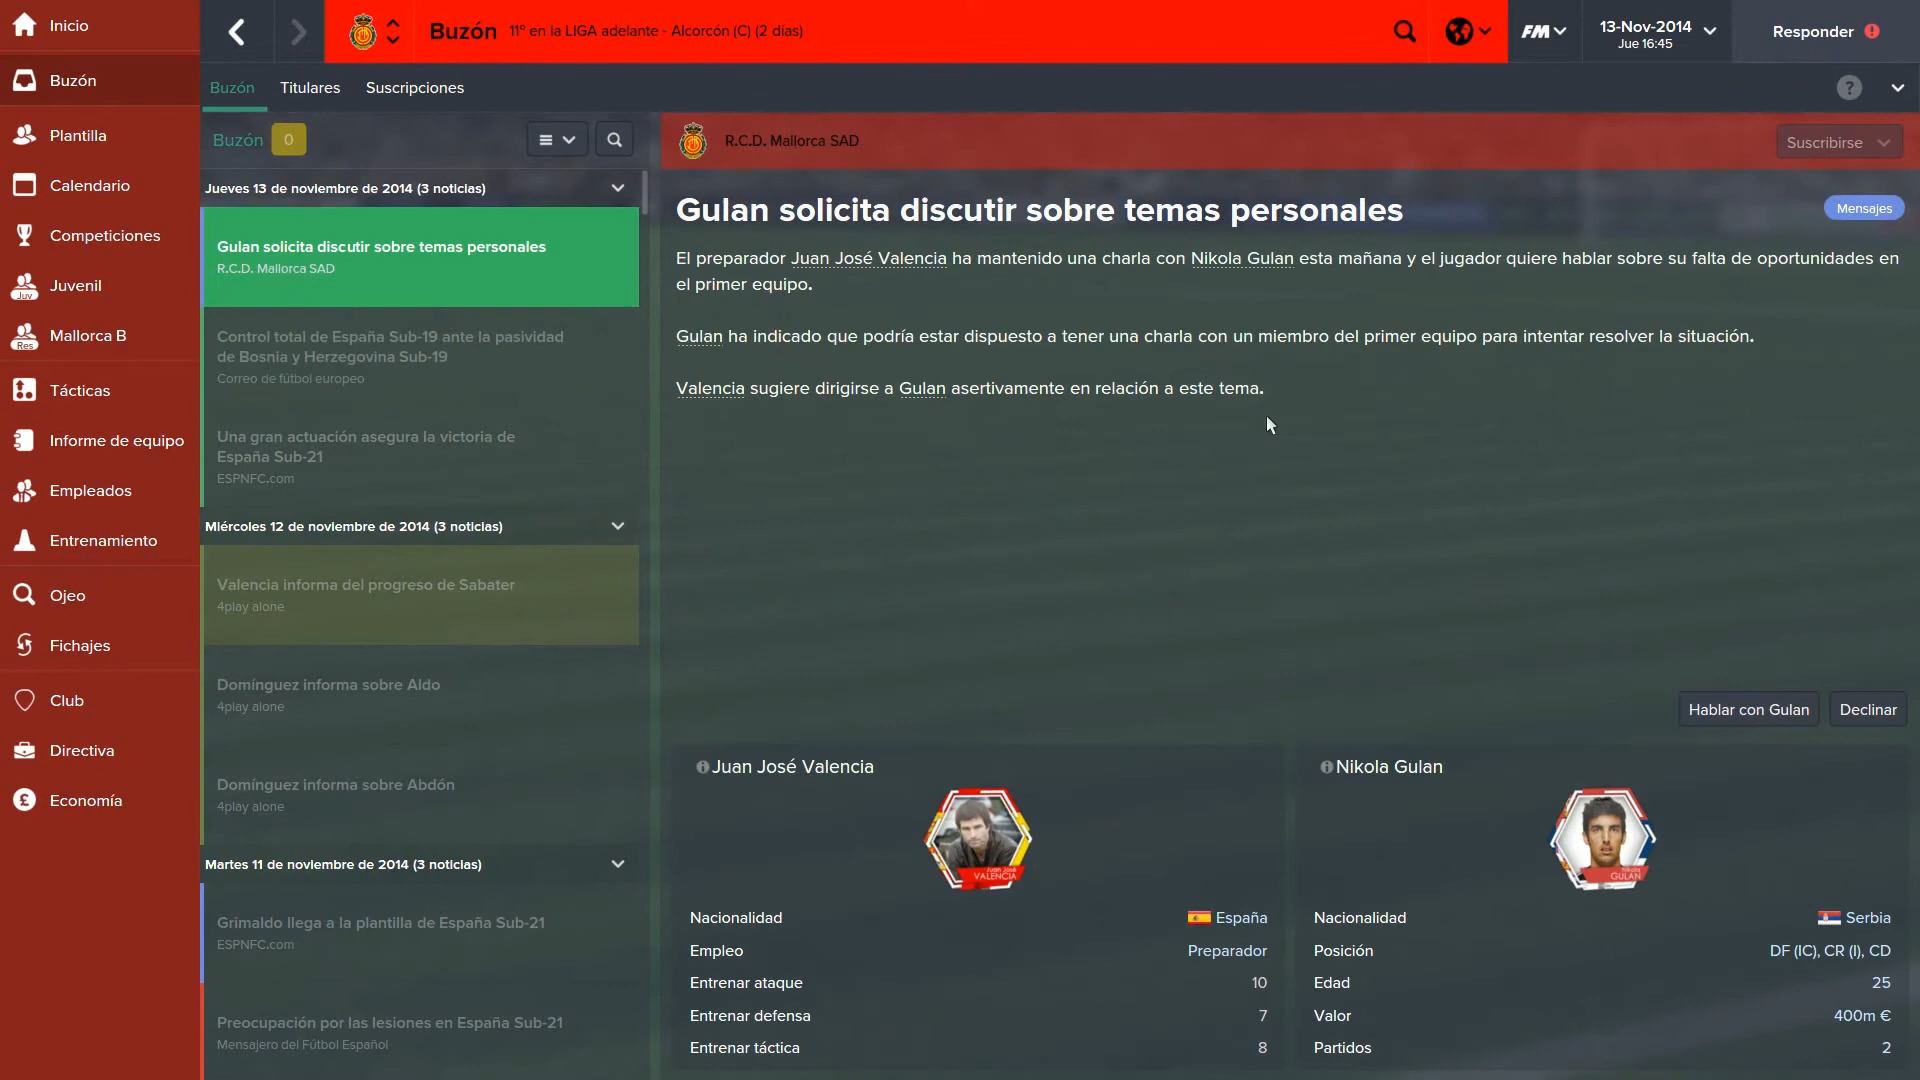 Inicio
Buzón
Plantilla
Calendario
Competiciones
Juv
Juvenil
Res
Mallorca B
Tácticas
Informe de equipo
Empleados
Entrenamiento
Ojeo
Fichajes
Club
Directiva
£
Economía
Buzón
11º en la LIGA adelante - Alcorcón (C) (2 días)
FM
13-Nov-2014
Jue 16:45
Responder
!
Buzón
Titulares
Suscripciones
?
Buzón
0
Jueves 13 de noviembre de 2014 (3 noticias)
Gulan solicita discutir sobre temas personales
R.C.D. Mallorca SAD
Control total de España Sub-19 ante la pasividad
de Bosnia y Herzegovina Sub-19
Correo de fútbol europeo
Una gran actuación asegura la victoria de
España Sub-21
ESPNFC.com
Miércoles 12 de noviembre de 2014 (3 noticias)
Valencia informa del progreso de Sabater
4play alone
Domínguez informa sobre Aldo
4play alone
Domínguez informa sobre Abdón
4play alone
Martes 11 de noviembre de 2014 (3 noticias)
Grimaldo llega a la plantilla de España Sub-21
ESPNFC.com
Preocupación por las lesiones en España Sub-21
Mensajero del Fútbol Español
R.C.D. Mallorca SAD
Suscribirse
Gulan solicita discutir sobre temas personales
Mensajes
El preparador Juan José Valencia ha mantenido una charla con Nikola Gulan esta mañana y el jugador quiere hablar sobre su falta de oportunidades en
el primer equipo.
Gulan ha indicado que podría estar dispuesto a tener una charla con un miembro del primer equipo para intentar resolver la situación.
Valencia sugiere dirigirse a Gulan asertivamente en relación a este tema.
Hablar con Gulan
Declinar
Juan José Valencia
Juan José
VALENCIA
Nacionalidad España
Empleo Preparador
Entrenar ataque 10
Entrenar defensa 7
Entrenar táctica 8
Nikola Gulan
Nikola
GULAN
Nacionalidad Serbia
Posición DF (IC), CR (I), CD
Edad 25
Valor 400m €
Partidos 2